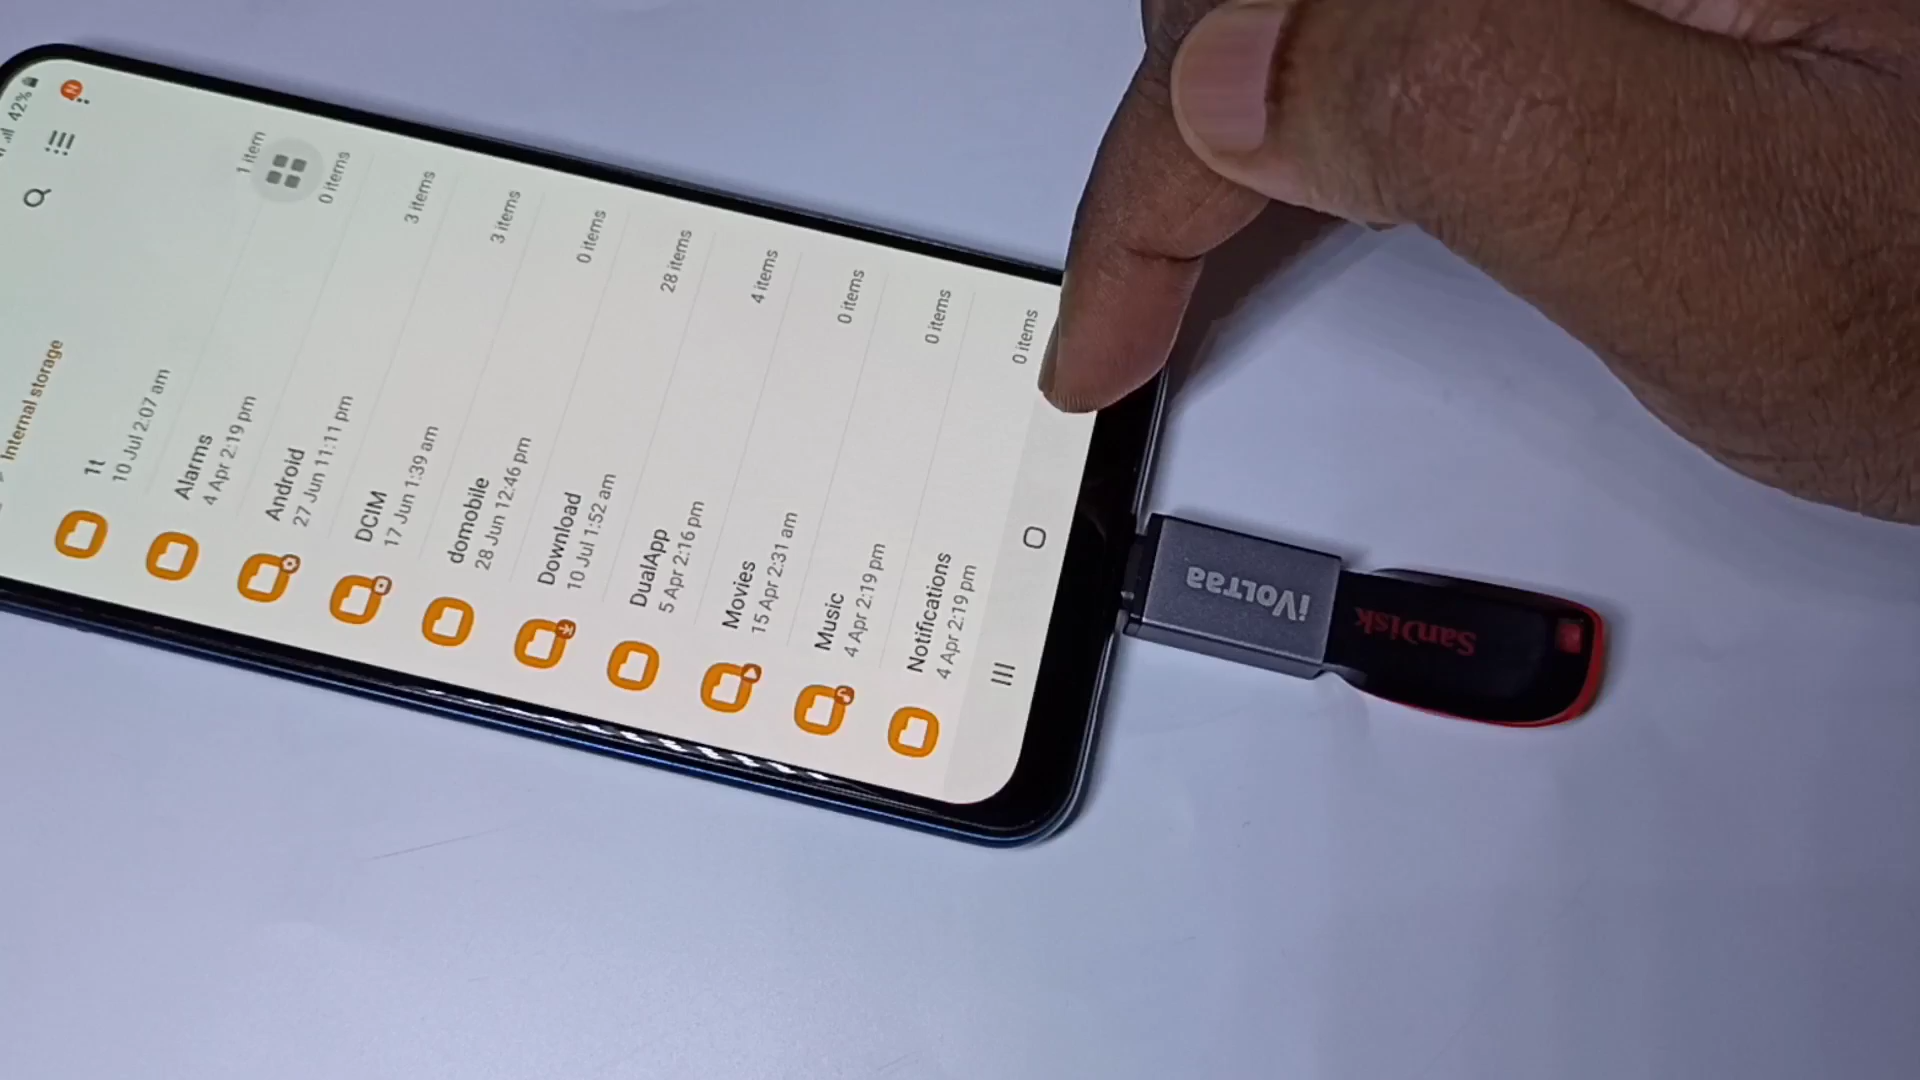 42%
N
Internal storage
1t
10 Jul 2:07 am
1 item
Alarms
4 Apr 2:19 pm
0 items
Android
27 Jun 11:11 pm
3 items
DCIM
17 Jun 1:39 am
3 items
domobile
28 Jun 12:46 pm
0 items
Download
10 Jul 1:52 am
28 items
DualApp
5 Apr 2:16 pm
4 items
Movies
15 Apr 2:31 am
0 items
Music
4 Apr 2:19 pm
0 items
Notifications
4 Apr 2:19 pm
0 items
iVoltaa
SanDisk